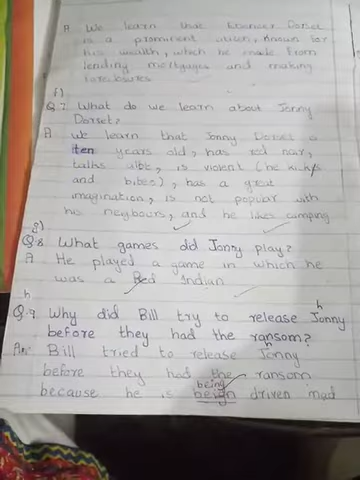 A We learn that Ebenezer Dorset
is a prominent citizen, known for
his wealth, which he made from
lending mortgages and making
forclosures
f)
Q.7 What do we learn about Jonny
Dorset?
A We learn that Jonny Dorset is
ten years old, has red hair,
talks alot, is violent (he kicks
and bites), has a great
imagination, is not popular with
his neigbours, and he likes camping
g)
Q.8 What games did Jonny play?
A He played a game in which he
was a Red Indian
h h
Q.9 Why did Bill try to release Jonny
before they had the ransom?
h
Ans Bill tried to release Jonny
before they had the ransom
being
because he is beign driven mad